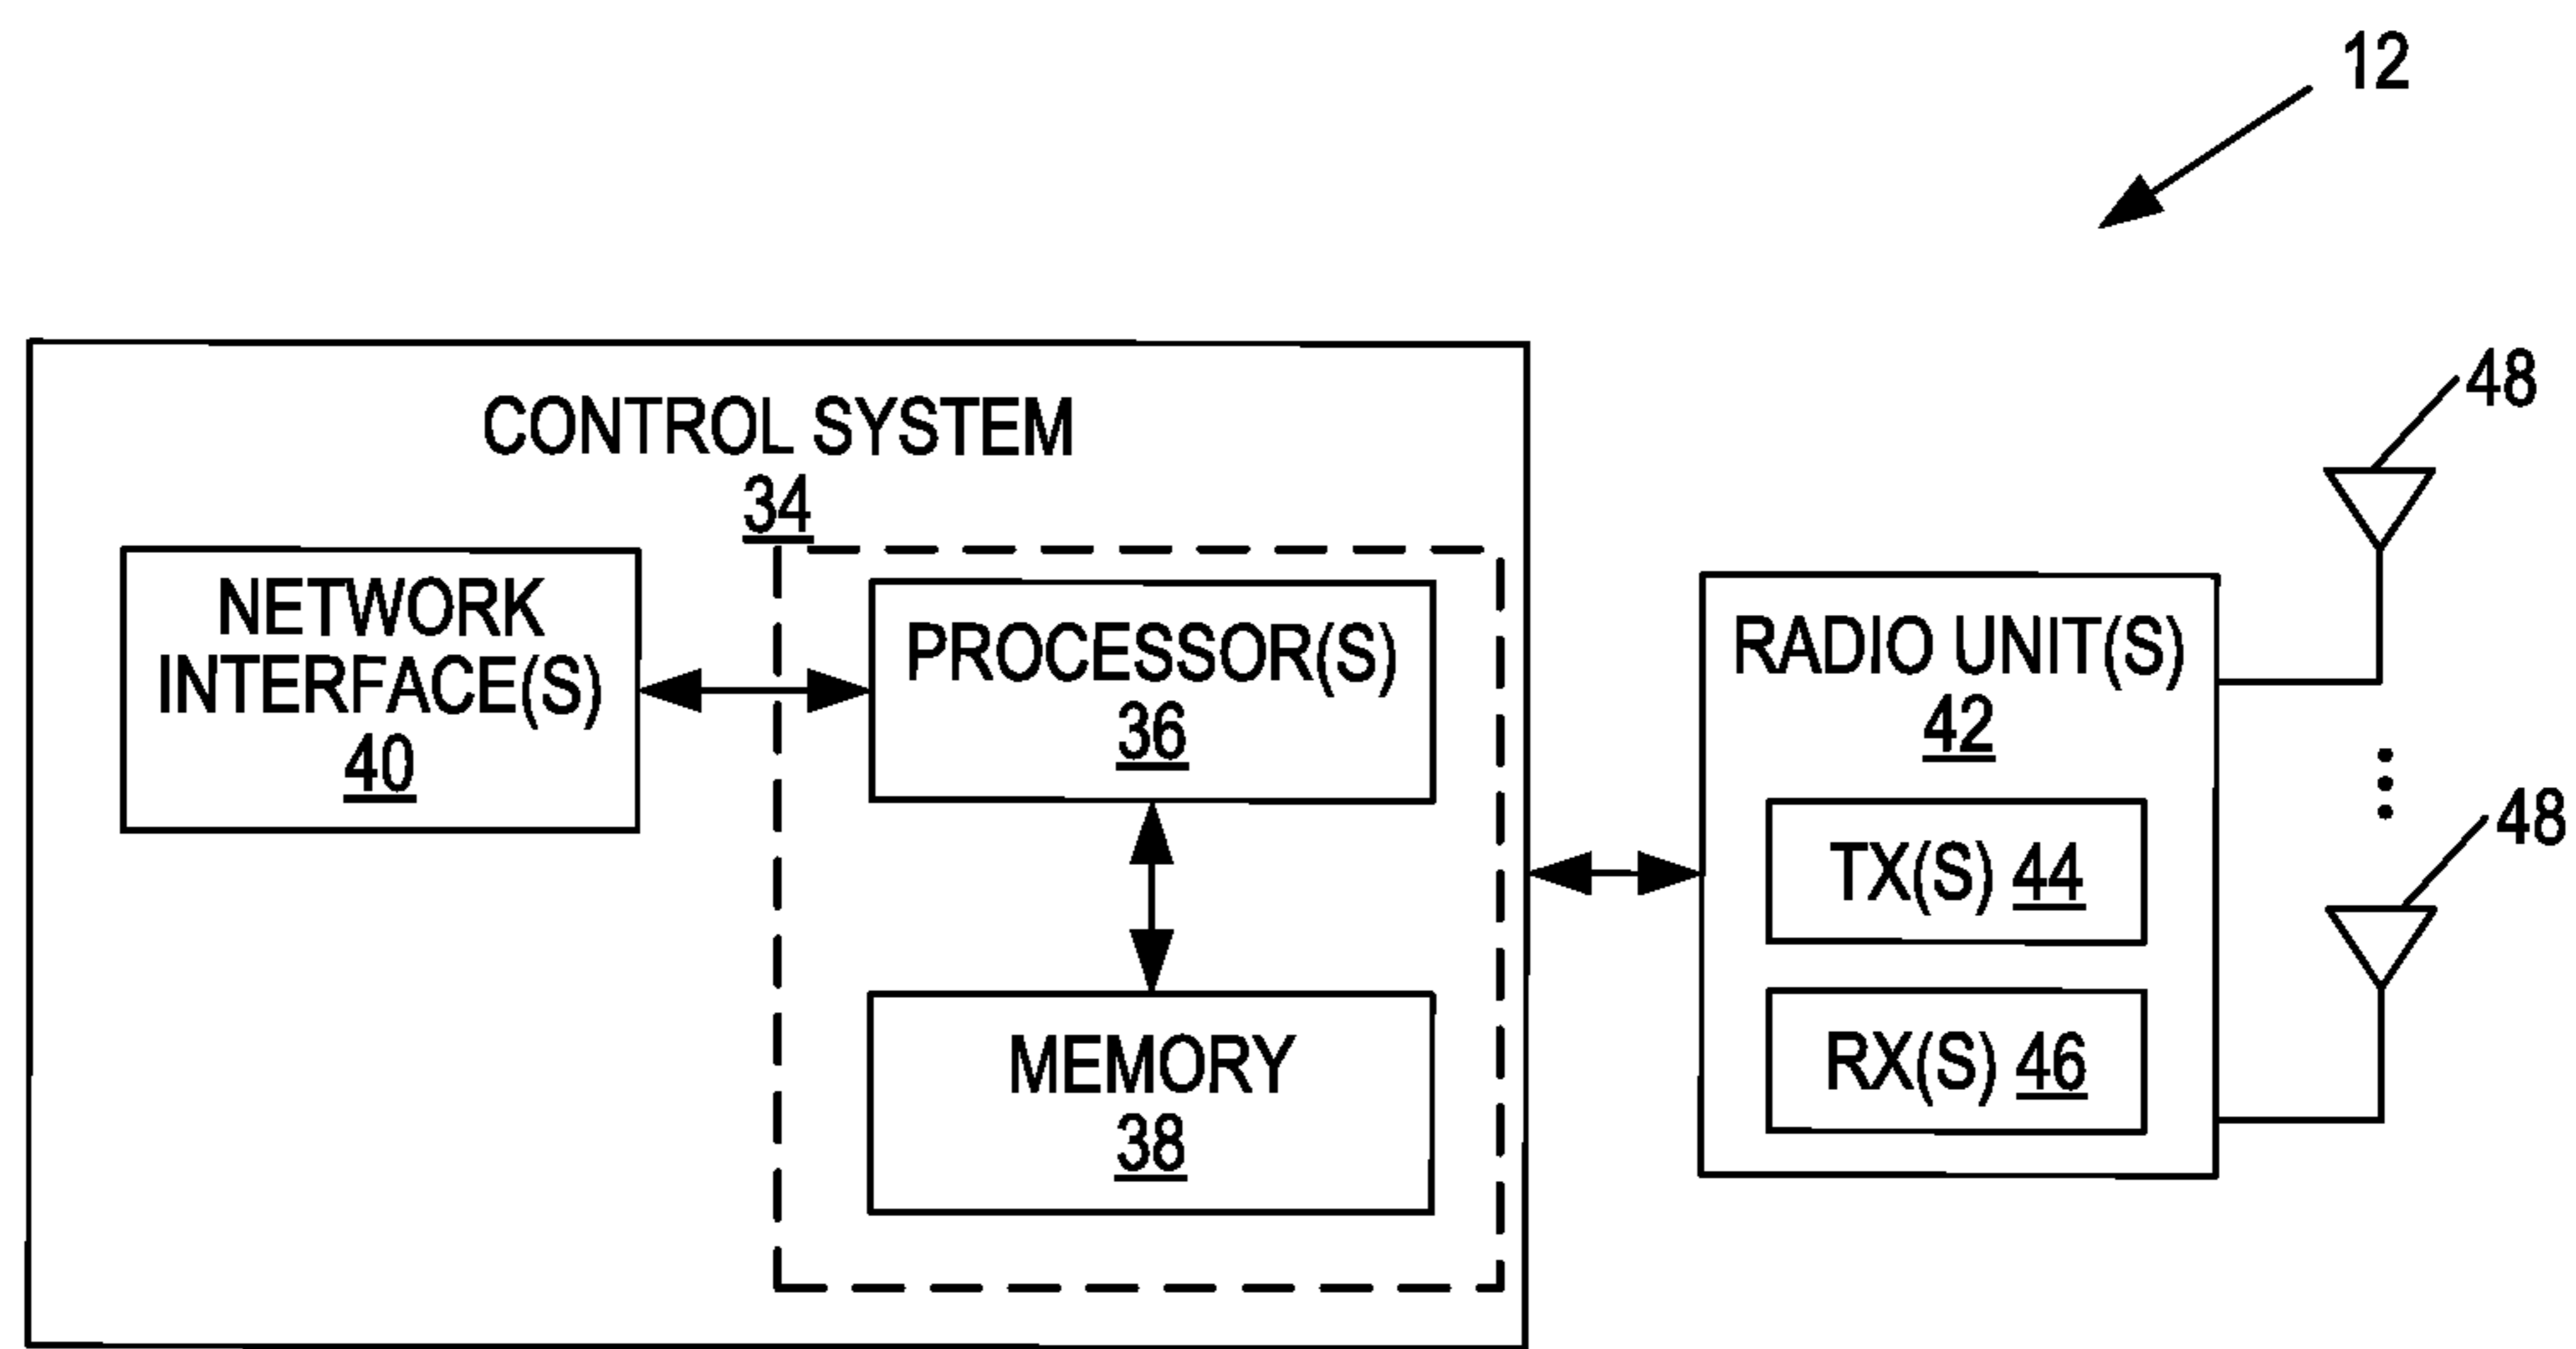 12
CONTROL SYSTEM
34
NETWORK
INTERFACE(S)
40
PROCESSOR(S)
36
MEMORY
38
RADIO UNIT(S)
42
TX(S) 44
RX(S) 46
48
48